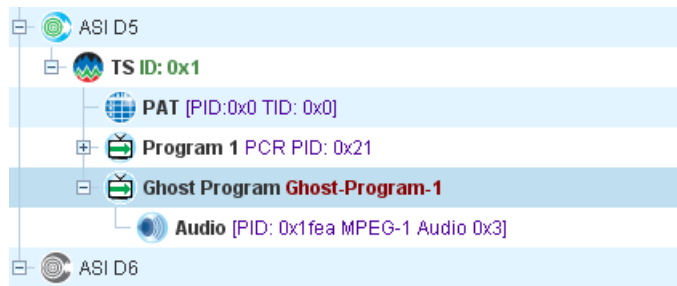 ASI D5
TS ID: 0x1
PAT [PID:0x0 TID: 0x0]
Program 1 PCR PID: 0x21
Ghost Program Ghost-Program-1
Audio [PID: 0x1fea MPEG-1 Audio 0x3]
ASI D6